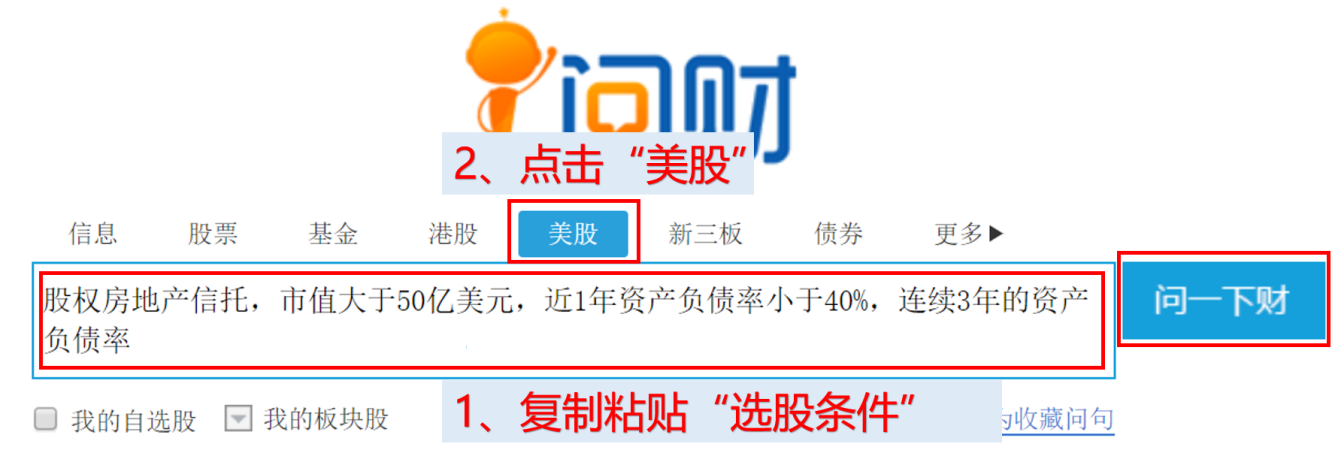 问财
2、点击“美股”
信息 股票 基金 港股 美股 新三板 债券 更多▶
股权房地产信托，市值大于50亿美元，近1年资产负债率小于40%，连续3年的资产
负债率
问一下财
我的自选股 我的板块股
1、复制粘贴“选股条件”
收藏问句